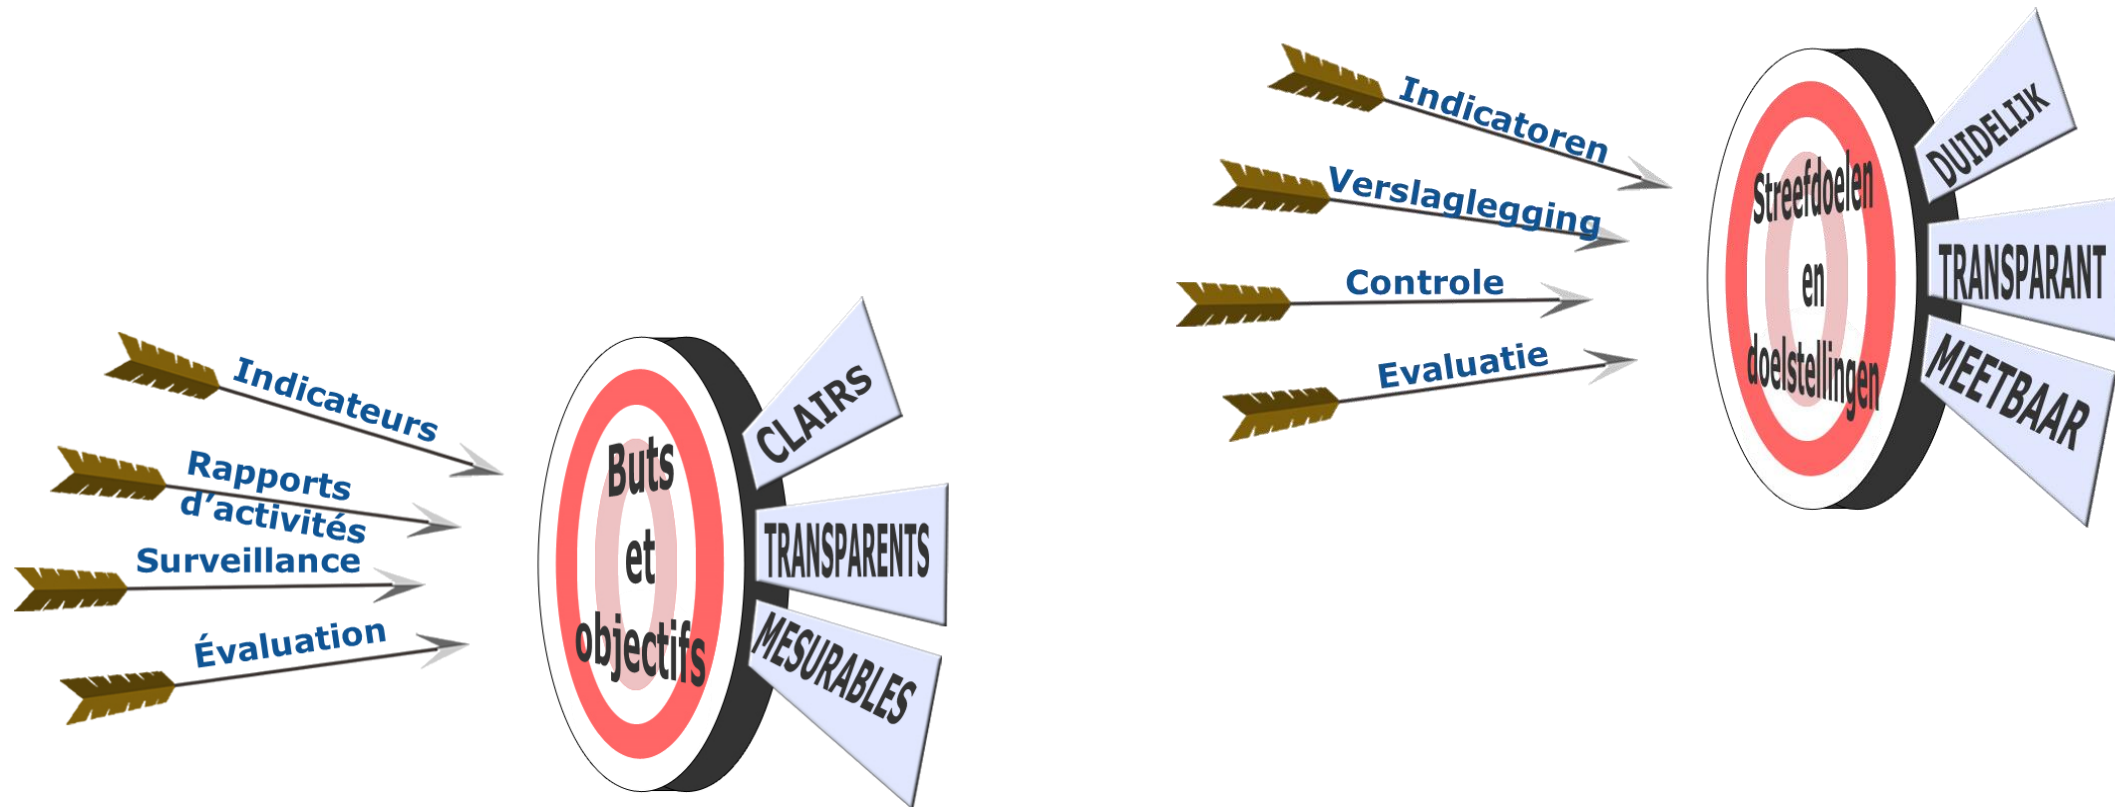 Indicateurs
Rapports
d’activités
Surveillance
Évaluation
Buts
et
objectifs
CLAIRS
TRANSPARENTS
MESURABLES
Indicatoren
Verslaglegging
Controle
Evaluatie
Streefdoelen
en
doelstellingen
DUIDELIJK
TRANSPARANT
MEETBAAR